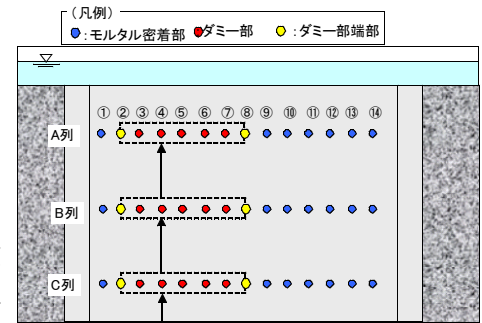 (凡例)
:モルタル密着部 ダミー部 :ダミー部端部
① ② ③ ④ ⑤ ⑥ ⑦ ⑧ ⑨ ⑩ ⑪ ⑫ ⑬ ⑭
A列
B列
C列